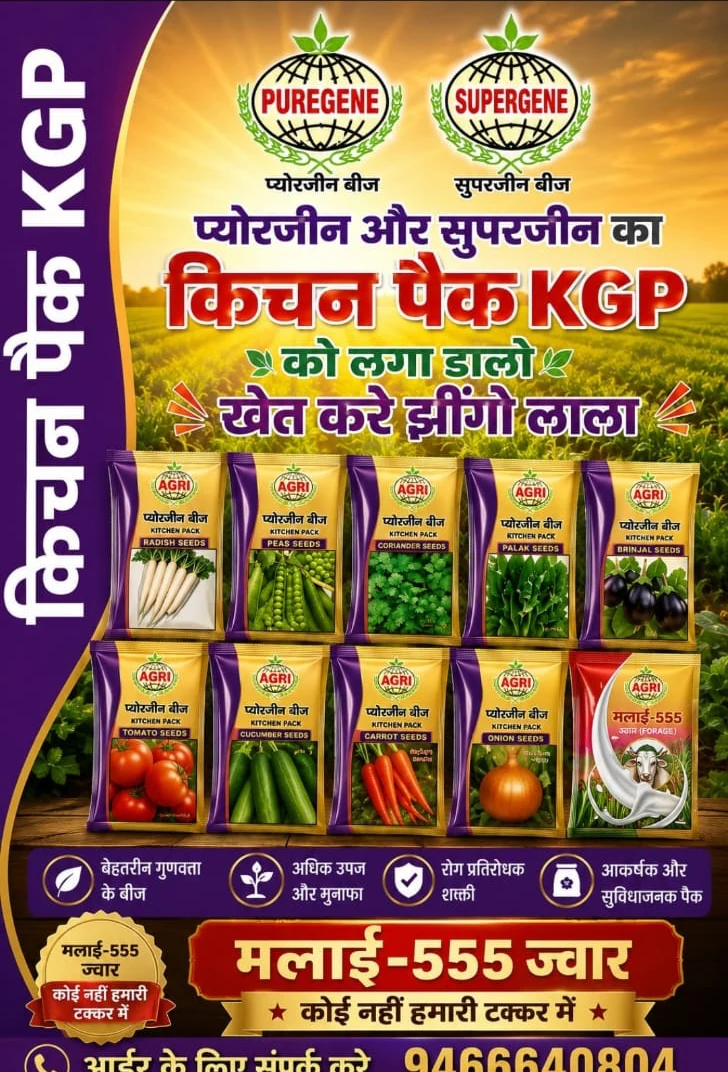 किचन पैक KGP
PUREGENE
SUPERGENE
प्योरजीन बीज
सुपरजीन बीज
प्योरजीन और सुपरजीन का
किचन पैक KGP
को लगा डालो
खेत करे झींगो लाला
AGRI
प्योरजीन बीज
KITCHEN PACK
RADISH SEEDS
AGRI
प्योरजीन बीज
KITCHEN PACK
PEAS SEEDS
AGRI
प्योरजीन बीज
KITCHEN PACK
CORIANDER SEEDS
AGRI
प्योरजीन बीज
KITCHEN PACK
PALAK SEEDS
AGRI
प्योरजीन बीज
KITCHEN PACK
BRINJAL SEEDS
AGRI
प्योरजीन बीज
KITCHEN PACK
TOMATO SEEDS
AGRI
प्योरजीन बीज
KITCHEN PACK
CUCUMBER SEEDS
AGRI
प्योरजीन बीज
KITCHEN PACK
CARROT SEEDS
AGRI
प्योरजीन बीज
KITCHEN PACK
ONION SEEDS
AGRI
मलाई-555
ज्वार (FORAGE)
बेहतरीन गुणवता
के बीज
अधिक उपज
और मुनाफा
रोग प्रतिरोधक
शक्ती
आकर्षक और
सुविधाजनक पैक
मलाई-555
ज्वार
कोई नहीं हमारी
टक्कर में
मलाई-555 ज्वार
कोई नहीं हमारी टक्कर में
आर्डर के लिए संपर्क करे 9466640804